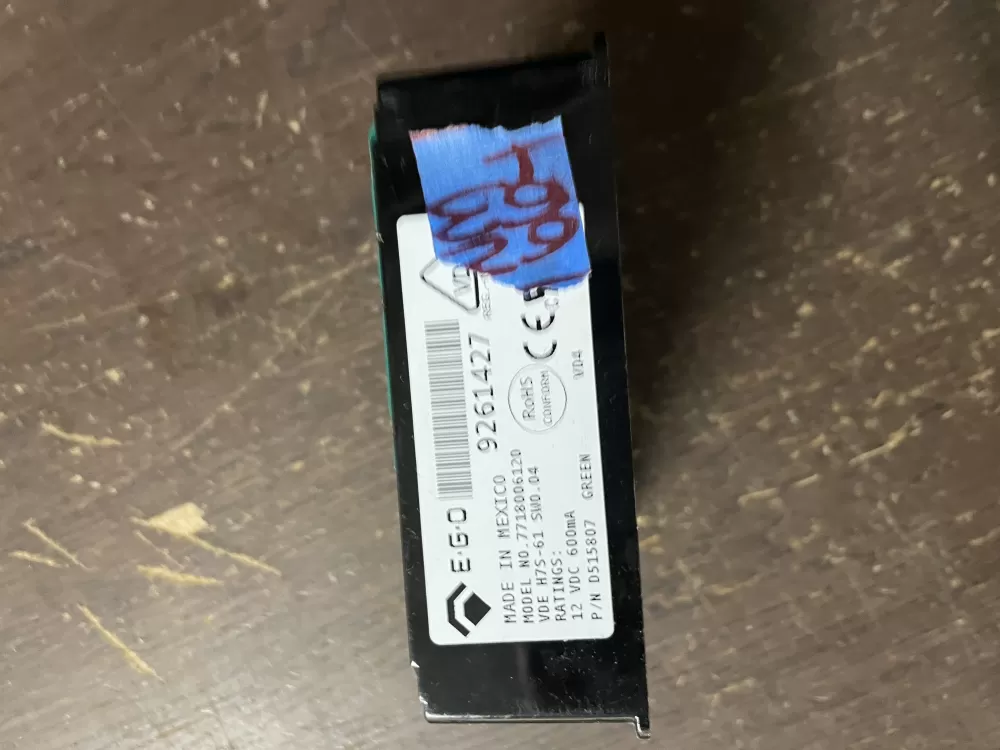 E·G·O
9261427
MADE IN MEXICO
MODEL NO.7718006120
VDE H7S-61 SW0.04
RATINGS:
12 VDC 600mA
P/N D515807 GREEN
RoHS
CONFORM
CE
VD4